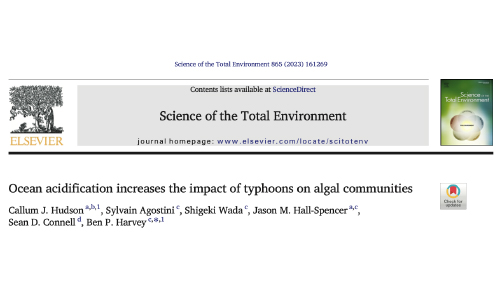 Science of the Total Environment 865 (2023) 161269
Contents lists available at ScienceDirect
Science of the Total Environment
journal homepage: www.elsevier.com/locate/scitotenv
ELSEVIER
Science of the
Total Environment
Ocean acidification increases the impact of typhoons on algal communities
Check for
updates
Callum J. Hudson a,b,1, Sylvain Agostini c, Shigeki Wada c, Jason M. Hall-Spencer a,c,
Sean D. Connell d, Ben P. Harvey c,*,1